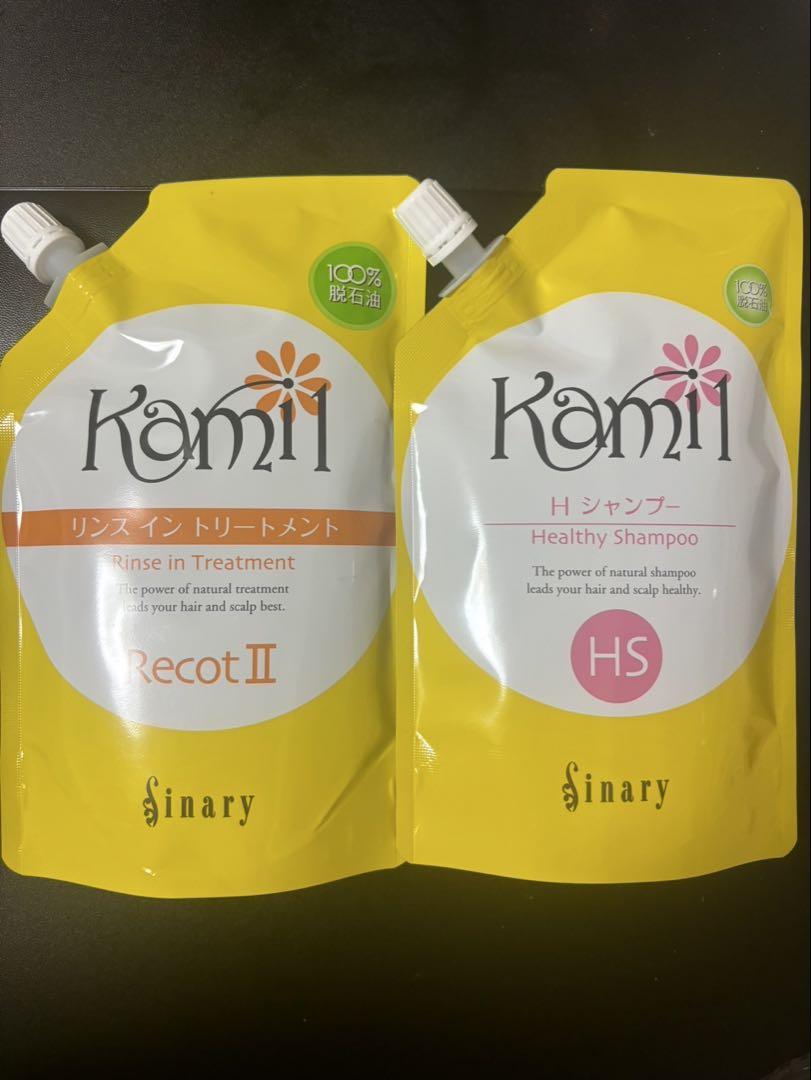 100%
脱石油
Kamil
リンス イン トリートメント
Rinse in Treatment
The power of natural treatment
leads your hair and scalp best.
Recot II
Sinary
100%
脱石油
Kamil
H シャンプー
Healthy Shampoo
The power of natural shampoo
leads your hair and scalp healthy.
HS
Sinary